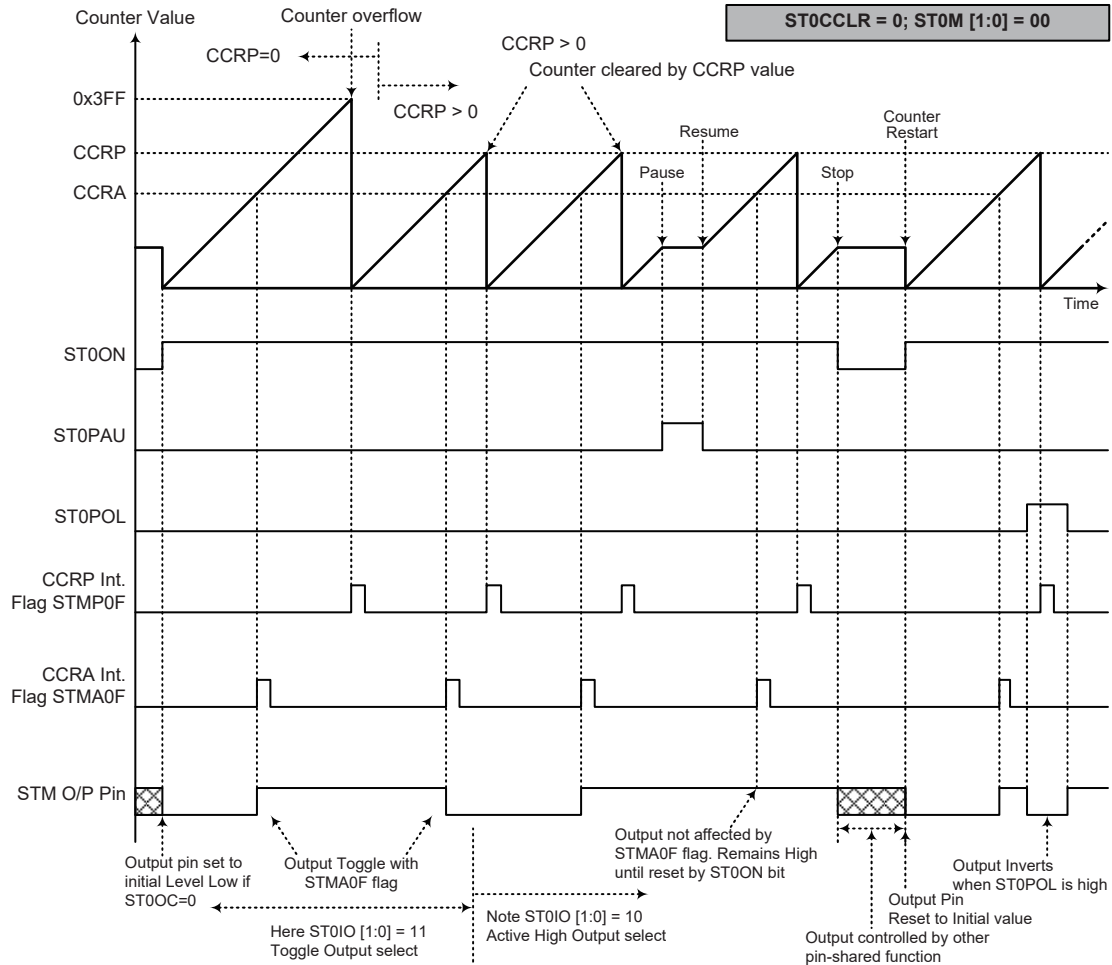 Counter Value
Counter overflow
ST0CCLR = 0; ST0M [1:0] = 00
CCRP=0
CCRP > 0
CCRP > 0
Counter cleared by CCRP value
0x3FF
CCRP
CCRA
Pause
Resume
Stop
Counter
Restart
Time
ST0ON
ST0PAU
ST0POL
CCRP Int.
Flag STMP0F
CCRA Int.
Flag STMA0F
STM O/P Pin
Output pin set to
initial Level Low if
ST0OC=0
Output Toggle with
STMA0F flag
Here ST0IO [1:0] = 11
Toggle Output select
Note ST0IO [1:0] = 10
Active High Output select
Output not affected by
STMA0F flag. Remains High
until reset by ST0ON bit
Output controlled by other
pin-shared function
Output Pin
Reset to Initial value
Output Inverts
when ST0POL is high